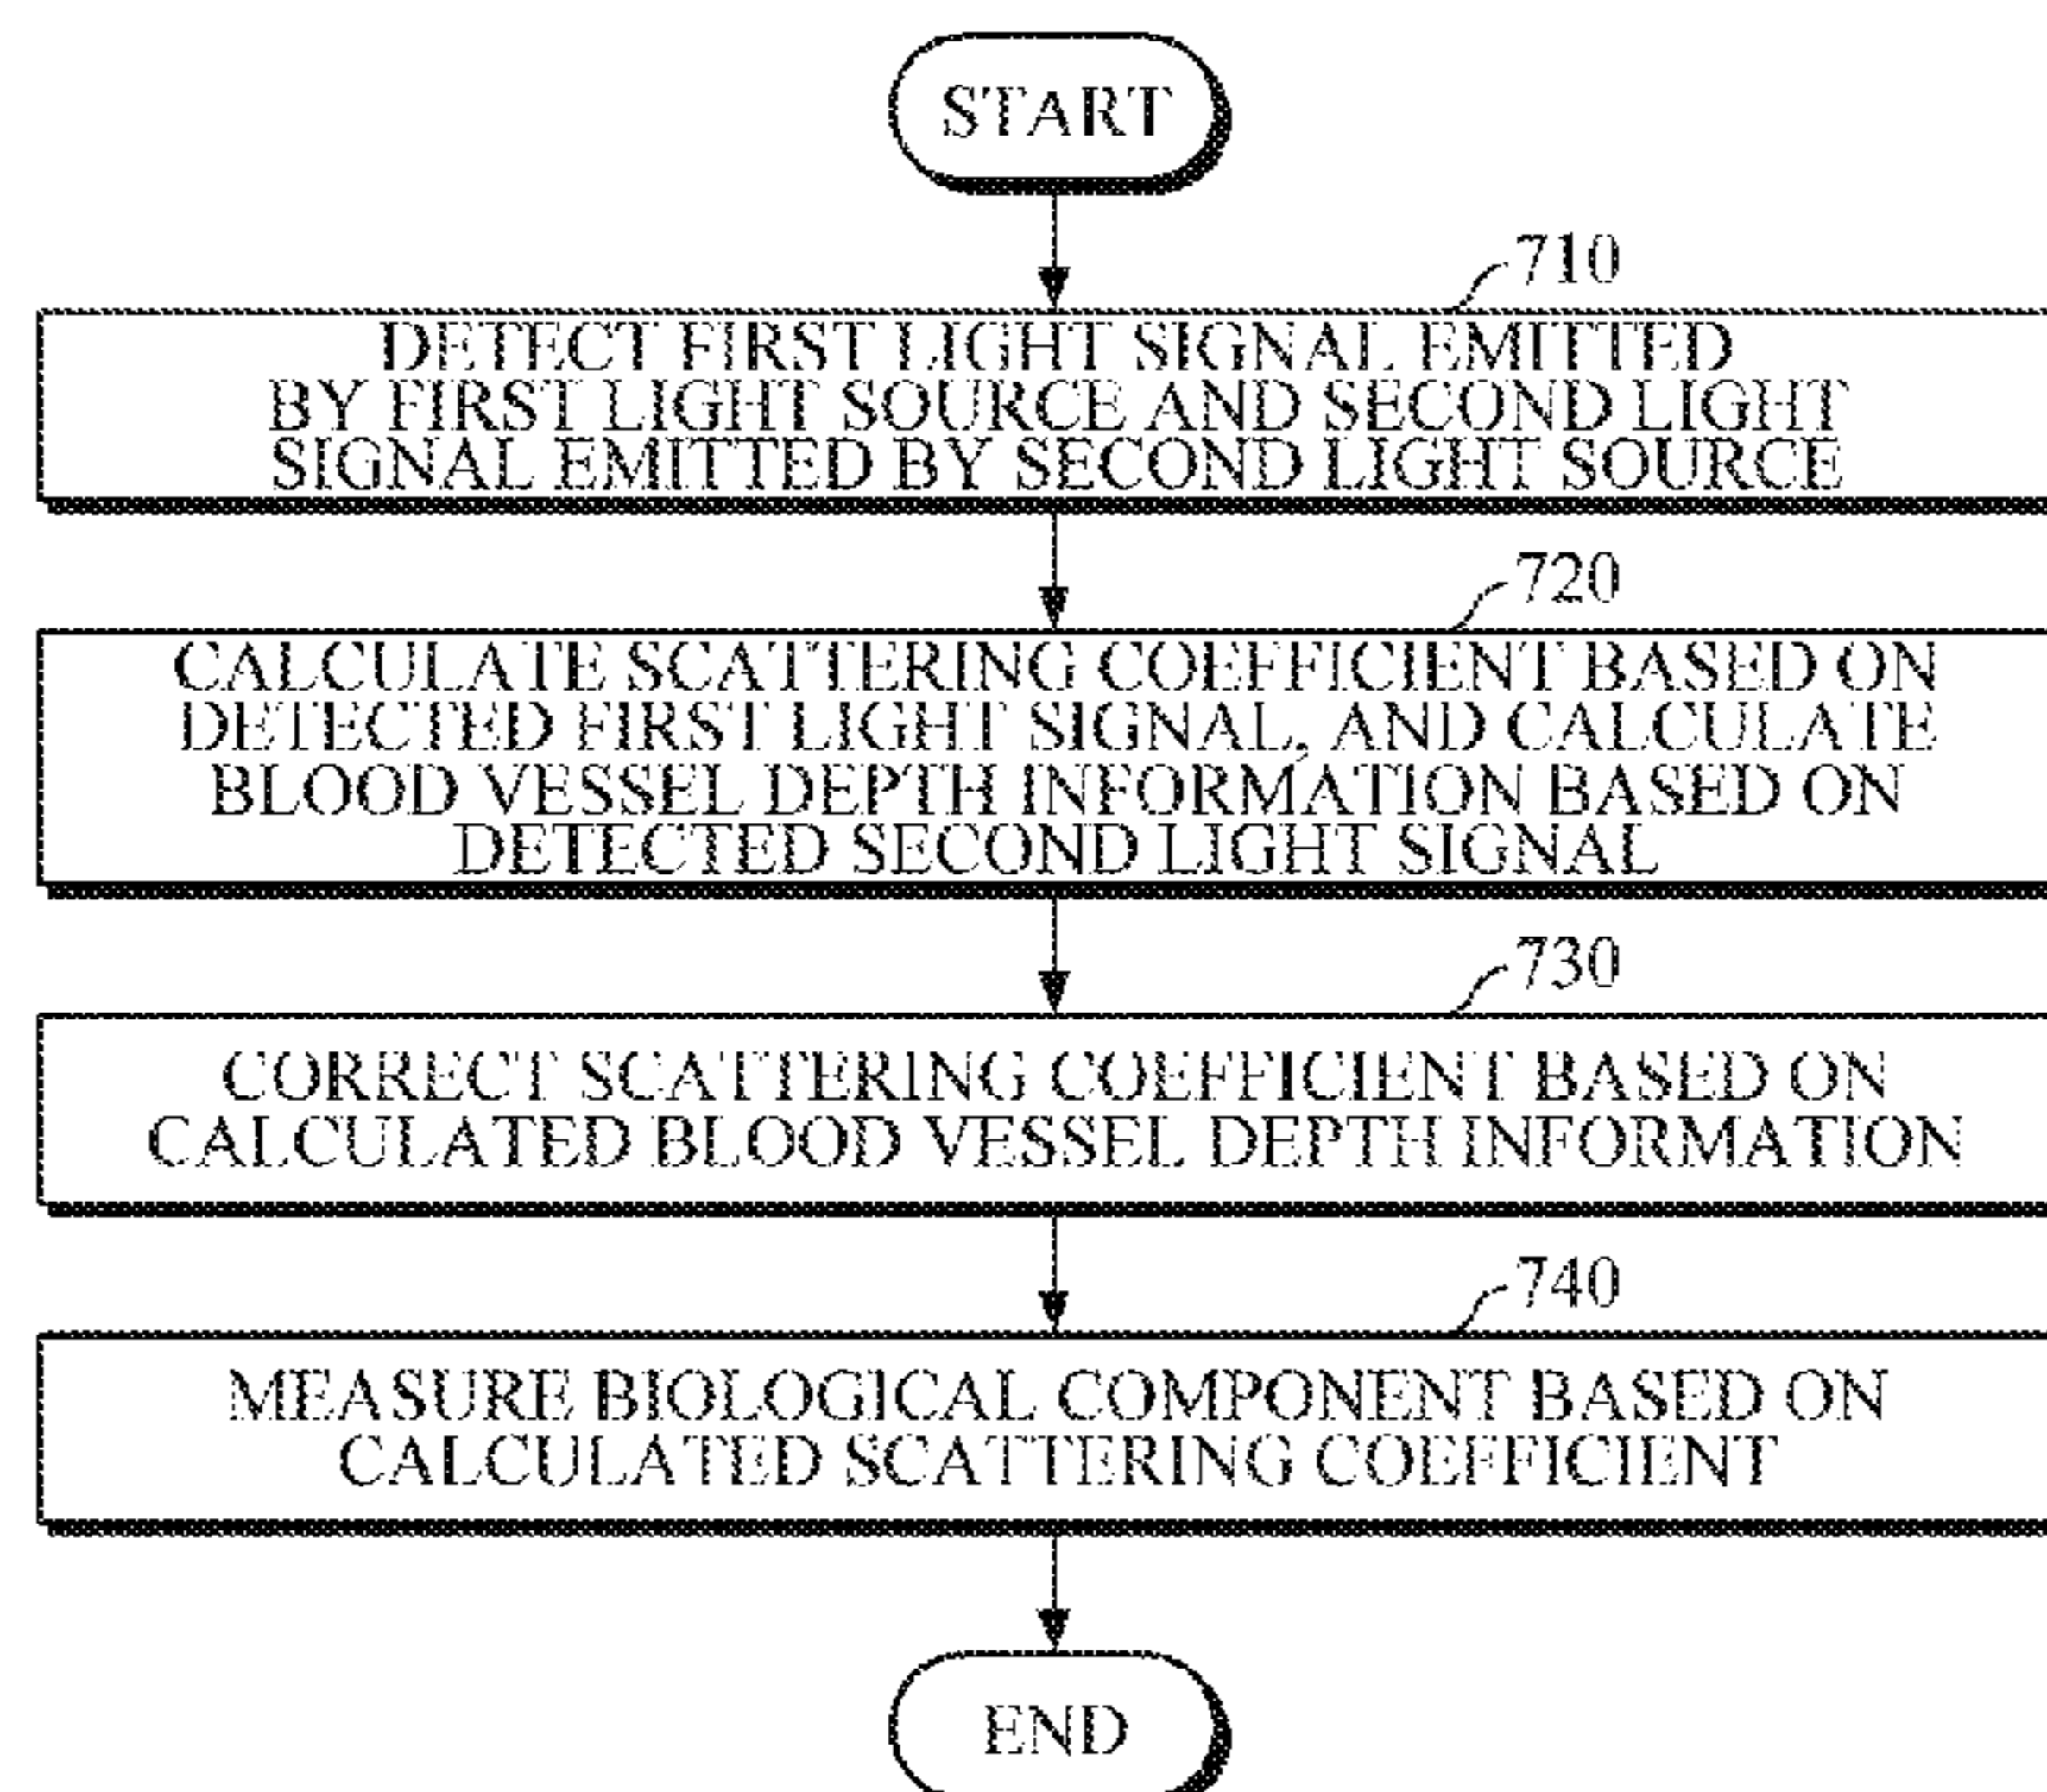 START
710
DETECT FIRST LIGHT SIGNAL EMITTED
BY FIRST LIGHT SOURCE AND SECOND LIGHT
SIGNAL EMITTED BY SECOND LIGHT SOURCE
720
CALCULATE SCATTERING COEFFICIENT BASED ON
DETECTED FIRST LIGHT SIGNAL, AND CALCULATE
BLOOD VESSEL DEPTH INFORMATION BASED ON
DETECTED SECOND LIGHT SIGNAL
730
CORRECT SCATTERING COEFFICIENT BASED ON
CALCULATED BLOOD VESSEL DEPTH INFORMATION
740
MEASURE BIOLOGICAL COMPONENT BASED ON
CALCULATED SCATTERING COEFFICIENT
END